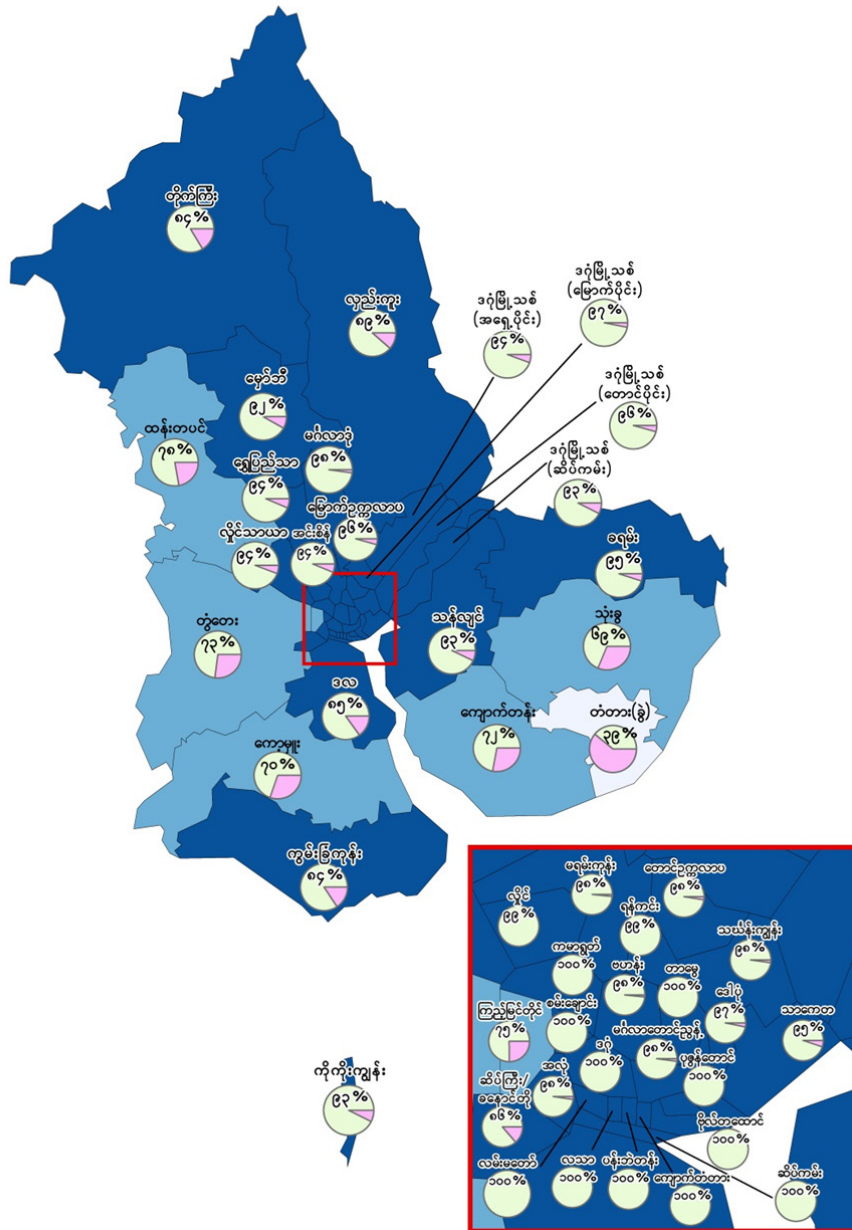 တိုက်ကြီး
၈၄%
လှည်းကူး
၈၉%
ဒဂုံမြို့သစ်
(အရှေ့ပိုင်း)
၉၄%
ဒဂုံမြို့သစ်
(မြောက်ပိုင်း)
၉၇%
ဒဂုံမြို့သစ်
(တောင်ပိုင်း)
၉၆%
ဒဂုံမြို့သစ်
(ဆိပ်ကမ်း)
၉၃%
မှော်ဘီ
၉၂%
ထန်းတပင်
၇၈%
မင်္ဂလာဒုံ
၉၈%
ရွှေပြည်သာ
၉၄%
မြောက်ဥက္ကလာပ
၉၆%
လှိုင်သာယာ
၉၄%
အင်းစိန်
၉၄%
ခရမ်း
၉၅%
တွံတေး
၇၃%
သန်လျင်
၉၃%
သုံးခွ
၆၉%
ဒလ
၈၅%
ကျောက်တန်း
၇၂%
တံတား(ခွဲ)
၃၉%
ကော့မှူး
၇၀%
ကွမ်းခြံကုန်း
၈၄%
ကိုကိုးကျွန်း
၉၃%
မရမ်းကုန်း
၉၈%
တောင်ဥက္ကလာပ
၉၈%
လှိုင်
၉၉%
ရန်ကင်း
၉၉%
သင်္ဃန်းကျွန်း
၉၈%
ကမာရွတ်
၁၀၀%
ဗဟန်း
၉၈%
တာမွေ
၁၀၀%
ဒေါပုံ
၉၇%
သာကေတ
၉၅%
ကြည့်မြင်တိုင်
၇၅%
စမ်းချောင်း
၁၀၀%
မင်္ဂလာတောင်ညွန့်
၉၈%
ဒဂုံ
၁၀၀%
ပုဇွန်တောင်
၁၀၀%
ဆိပ်ကြီး/
ခနောင်တို
၈၆%
အလုံ
၉၈%
ဗိုလ်တထောင်
၁၀၀%
လမ်းမတော်
၁၀၀%
လသာ
၁၀၀%
ပန်းဘဲတန်း
၁၀၀%
ကျောက်တံတား
၁၀၀%
ဆိပ်ကမ်း
၁၀၀%